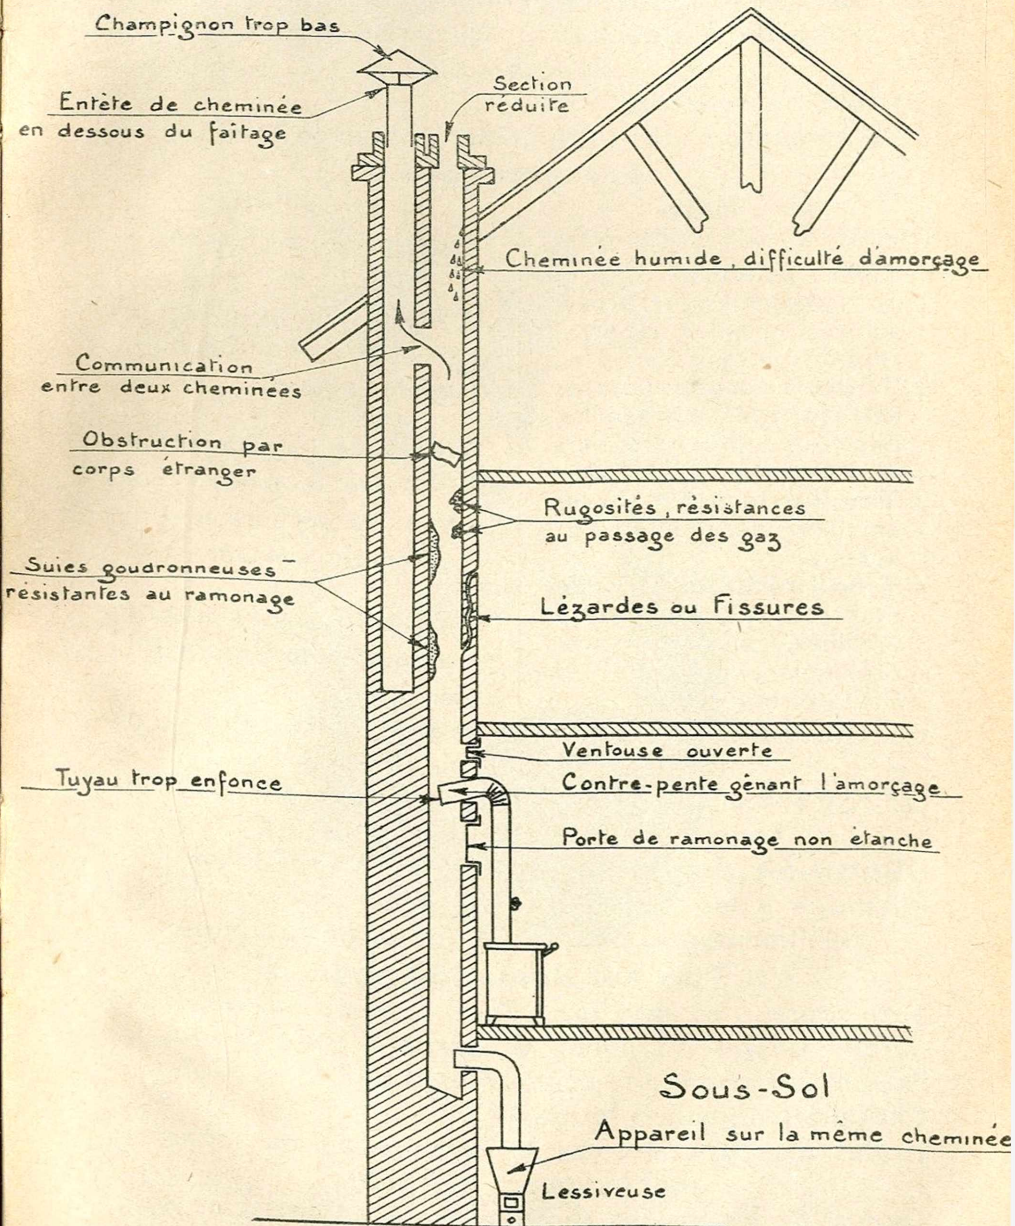 Champignon trop bas
Entète de cheminée
en dessous du faîtage
Section
réduite
Cheminée humide, difficulté d'amorçage
Communication
entre deux cheminées
Obstruction par
corps étranger
Rugosités, résistances
au passage des gaz
Suies goudronneuses
résistantes au ramonage
Lézardes ou Fissures
Ventouse ouverte
Tuyau trop enfonce
Contre-pente gênant l'amorçage
Porte de ramonage non étanche
Sous-Sol
Appareil sur la même cheminée
Lessiveuse